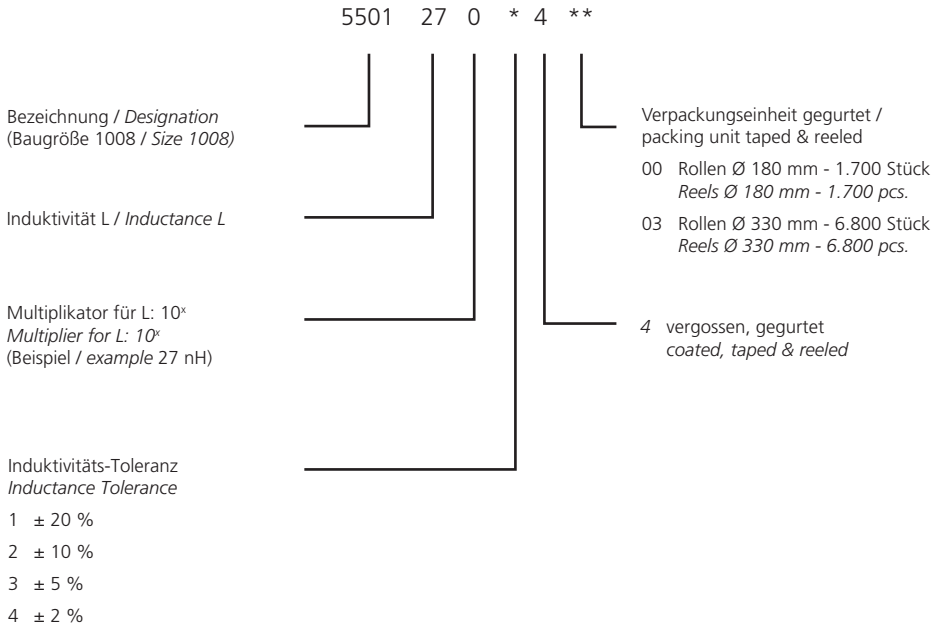 5501 27 0 * 4 **
Bezeichnung / Designation
(Baugröße 1008 / Size 1008)
Induktivität L / Inductance L
Multiplikator für L: 10ˣ
Multiplier for L: 10ˣ
(Beispiel / example 27 nH)
Induktivitäts-Toleranz
Inductance Tolerance
1 ± 20 %
2 ± 10 %
3 ± 5 %
4 ± 2 %
Verpackungseinheit gegurtet /
packing unit taped & reeled
00 Rollen Ø 180 mm - 1.700 Stück
Reels Ø 180 mm - 1.700 pcs.
03 Rollen Ø 330 mm - 6.800 Stück
Reels Ø 330 mm - 6.800 pcs.
4 vergossen, gegurtet
coated, taped & reeled